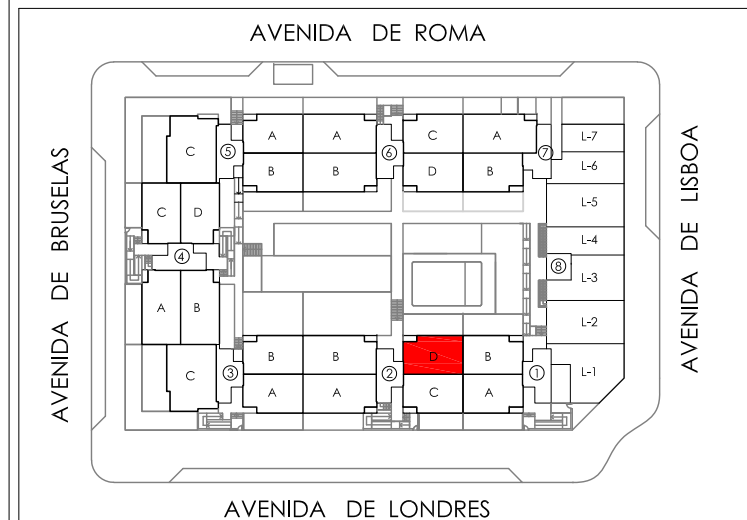 AVENIDA DE ROMA
AVENIDA DE BRUSELAS
AVENIDA DE LISBOA
A A C A L-7
C ⑤ ⑥ ⑦
B B D B L-6
C D L-5
④ L-4
⑧ L-3
A B
L-2
B B D B
C ③ ② ① L-1
A A C A
AVENIDA DE LONDRES